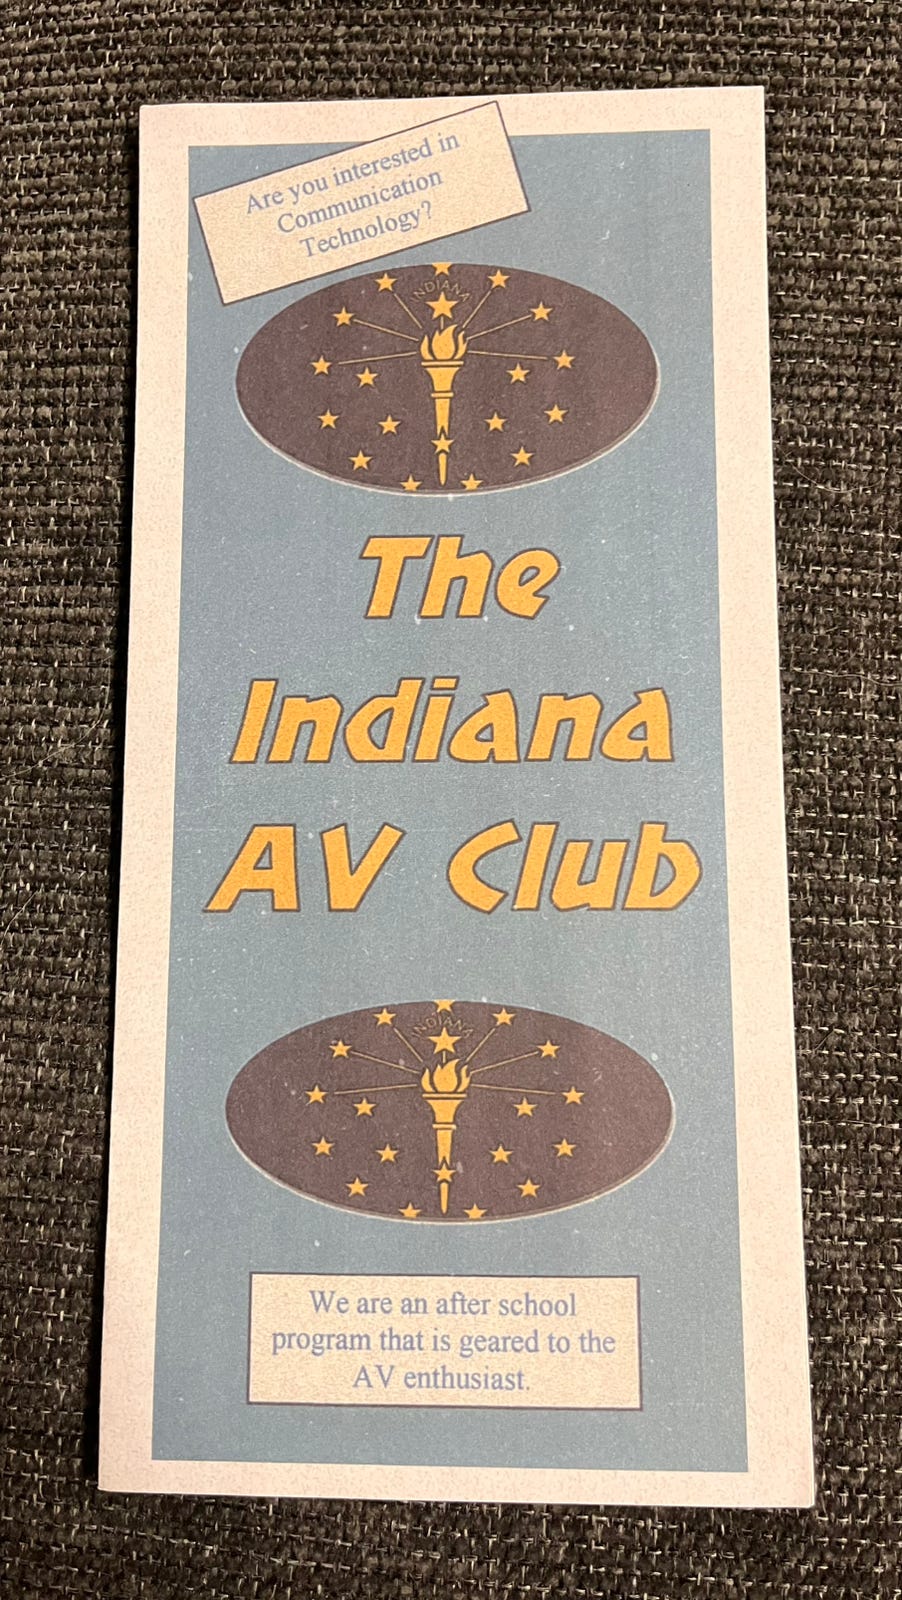 Are you interested in
Communication
Technology?
INDIANA
The
Indiana
AV Club
INDIANA
We are an after school
program that is geared to the
AV enthusiast.